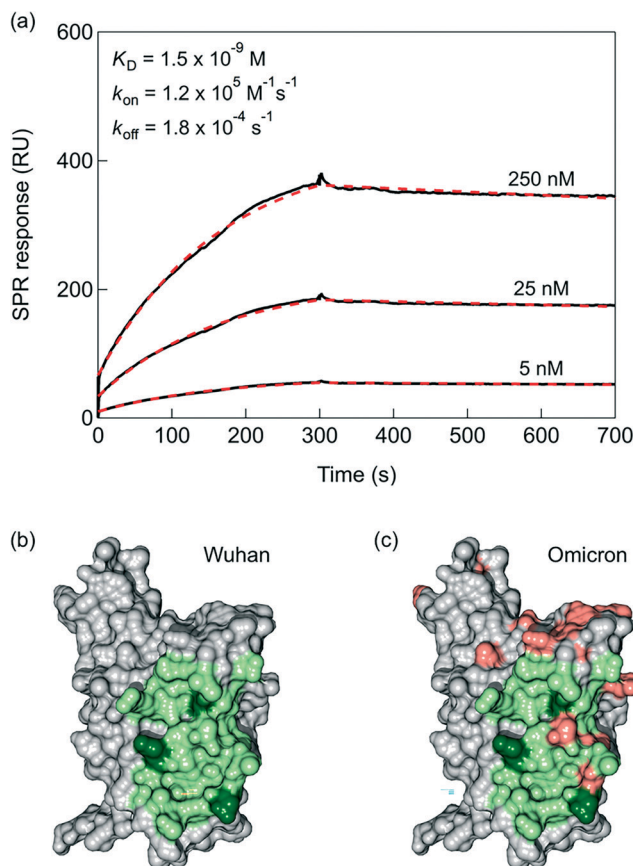 (a)
600
400
200
0
SPR response (RU)
K_D = 1.5 x 10⁻⁹ M
k_on = 1.2 x 10⁵ M⁻¹s⁻¹
k_off = 1.8 x 10⁻⁴ s⁻¹
250 nM
25 nM
5 nM
0 100 200 300 400 500 600 700
Time (s)
(b) Wuhan
(c) Omicron